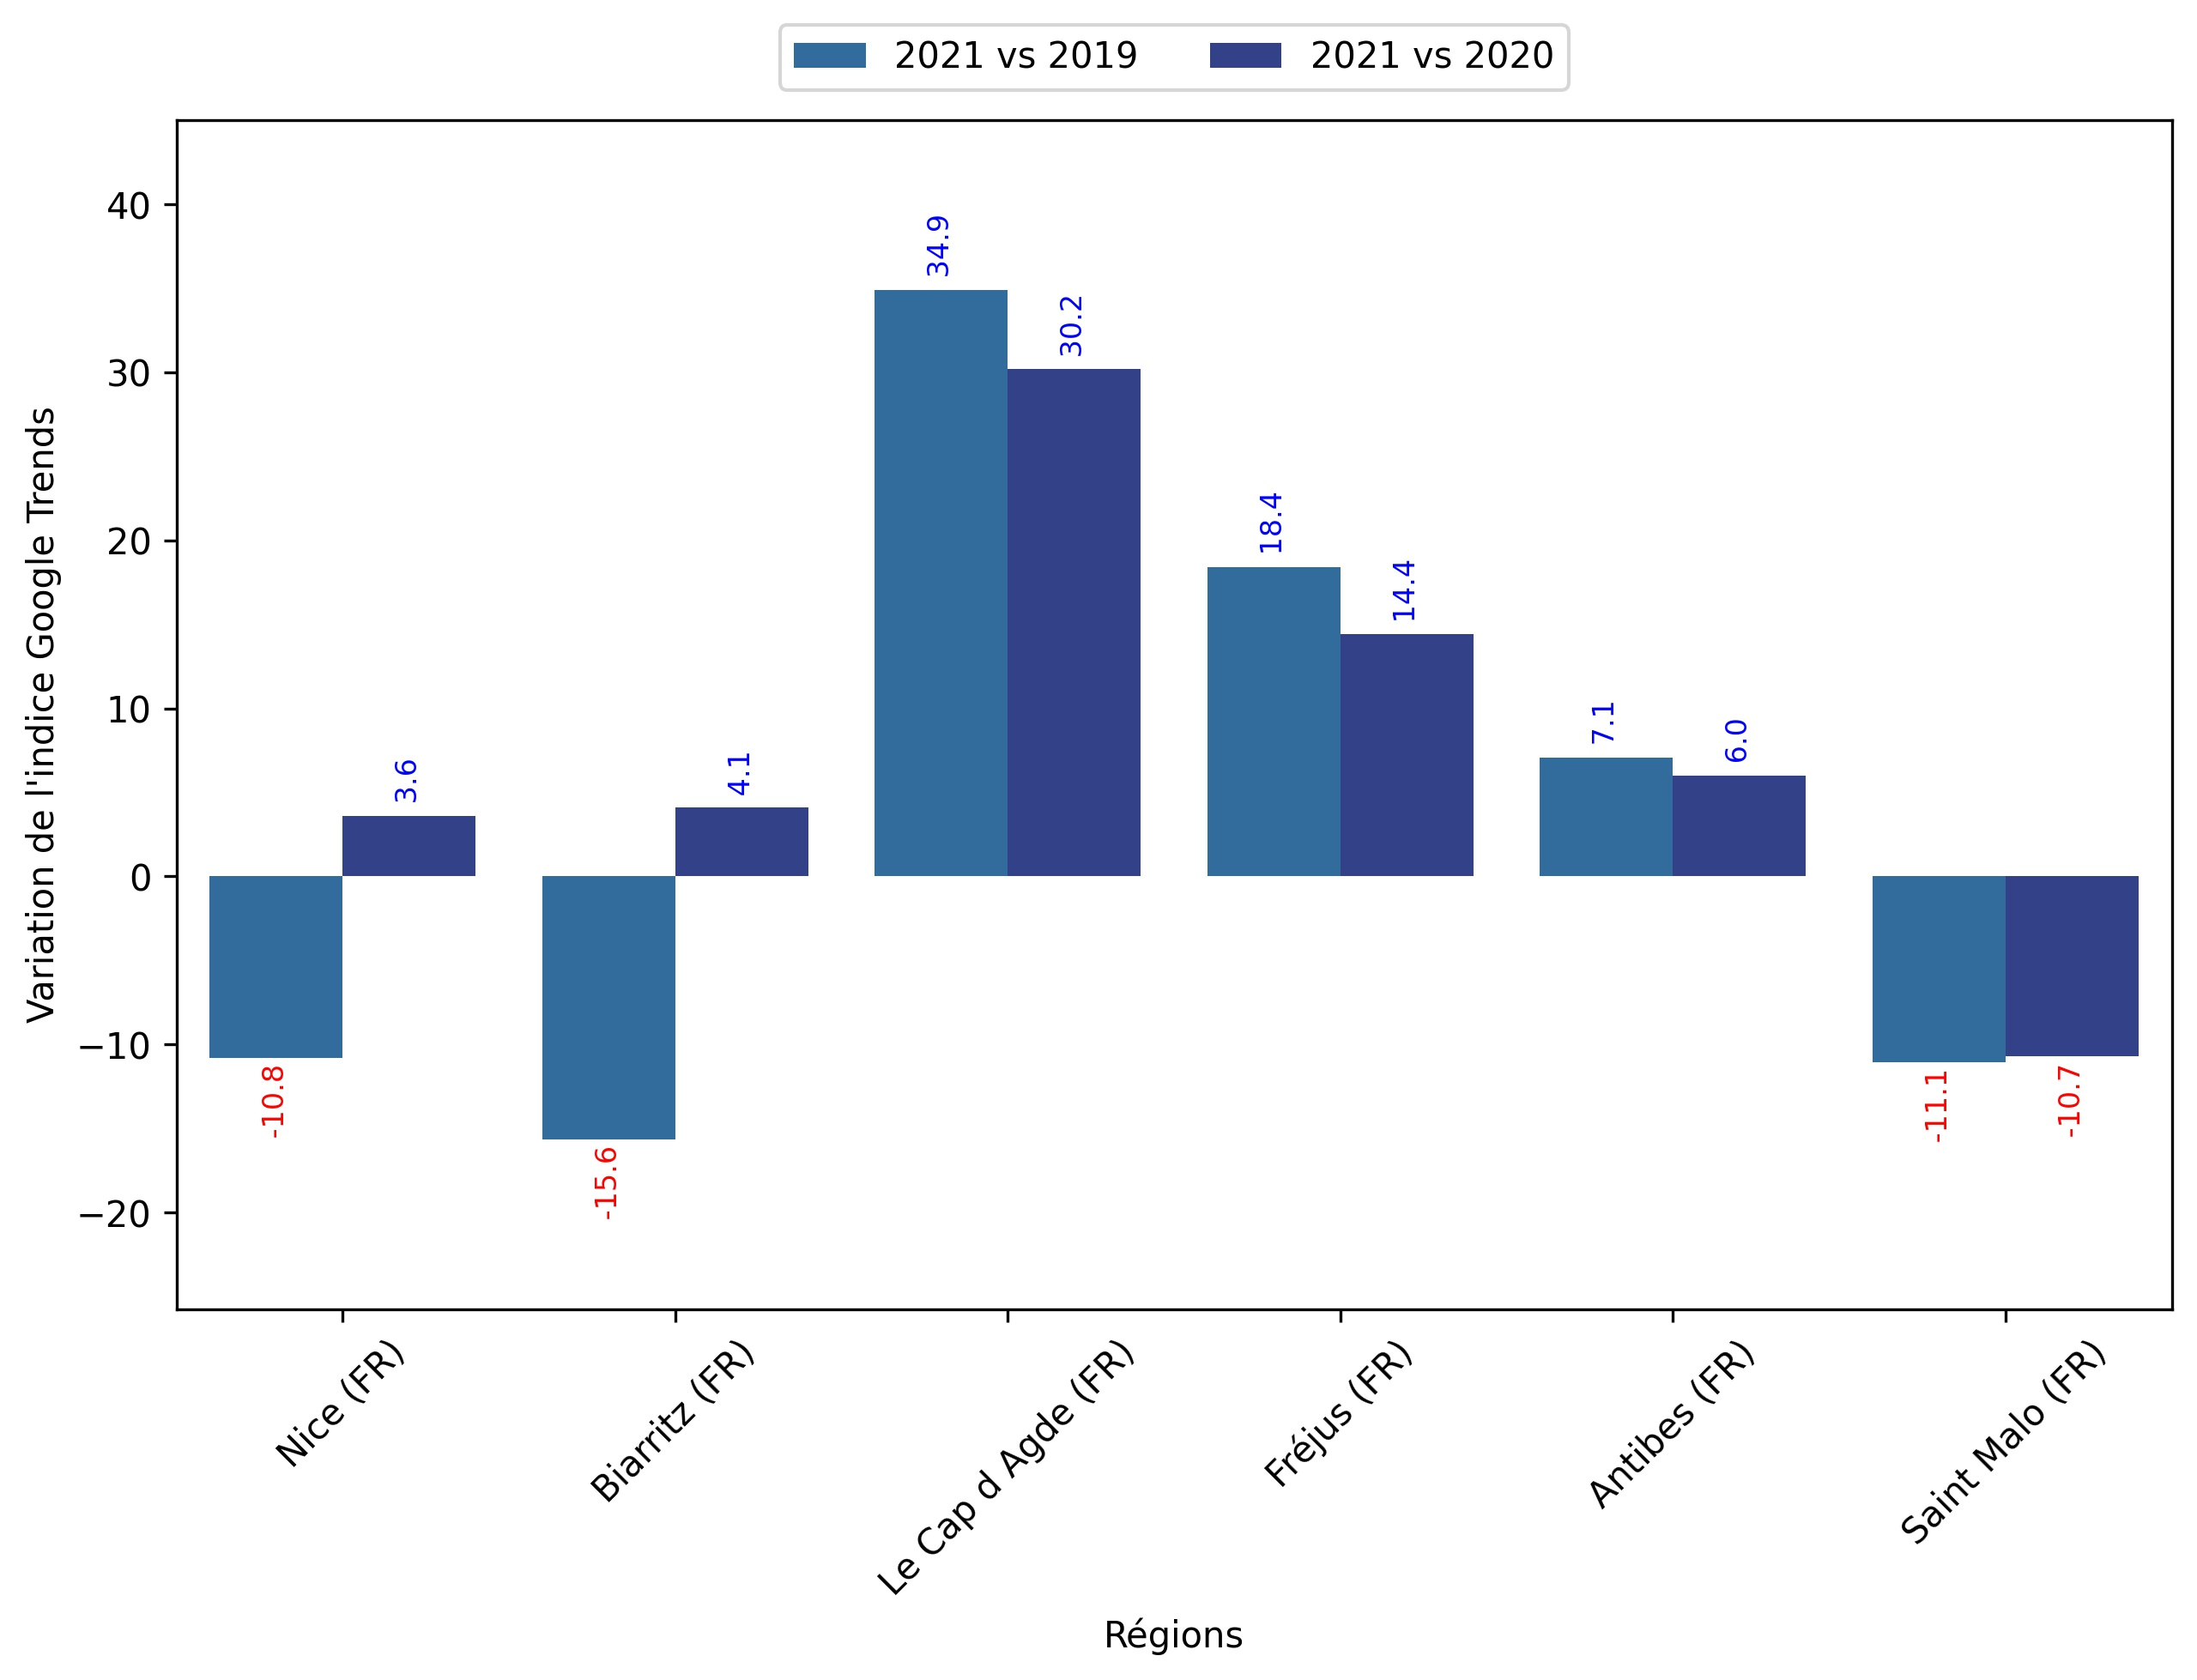 2021 vs 2019
2021 vs 2020
Variation de l'indice Google Trends
40
30
20
10
0
−10
−20
-10.8
3.6
-15.6
4.1
34.9
30.2
18.4
14.4
7.1
6.0
-11.1
-10.7
Nice (FR)
Biarritz (FR)
Le Cap d Agde (FR)
Fréjus (FR)
Antibes (FR)
Saint Malo (FR)
Régions